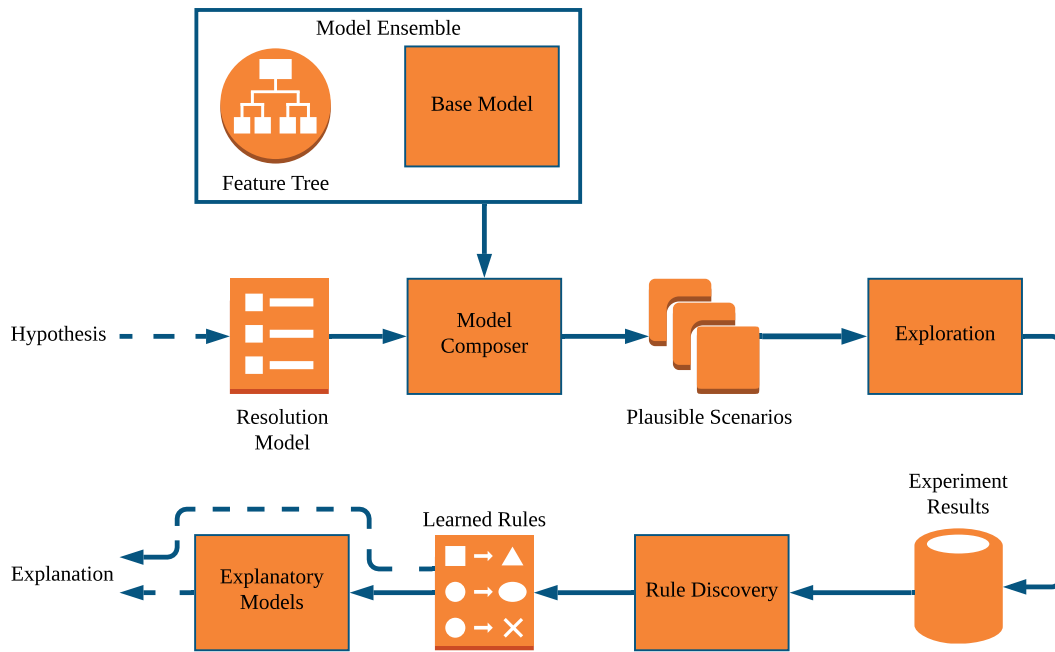 Model Ensemble
Base Model
Feature Tree
Hypothesis
Model
Composer
Exploration
Resolution
Model
Plausible Scenarios
Experiment
Results
Learned Rules
Explanation
Explanatory
Models
Rule Discovery